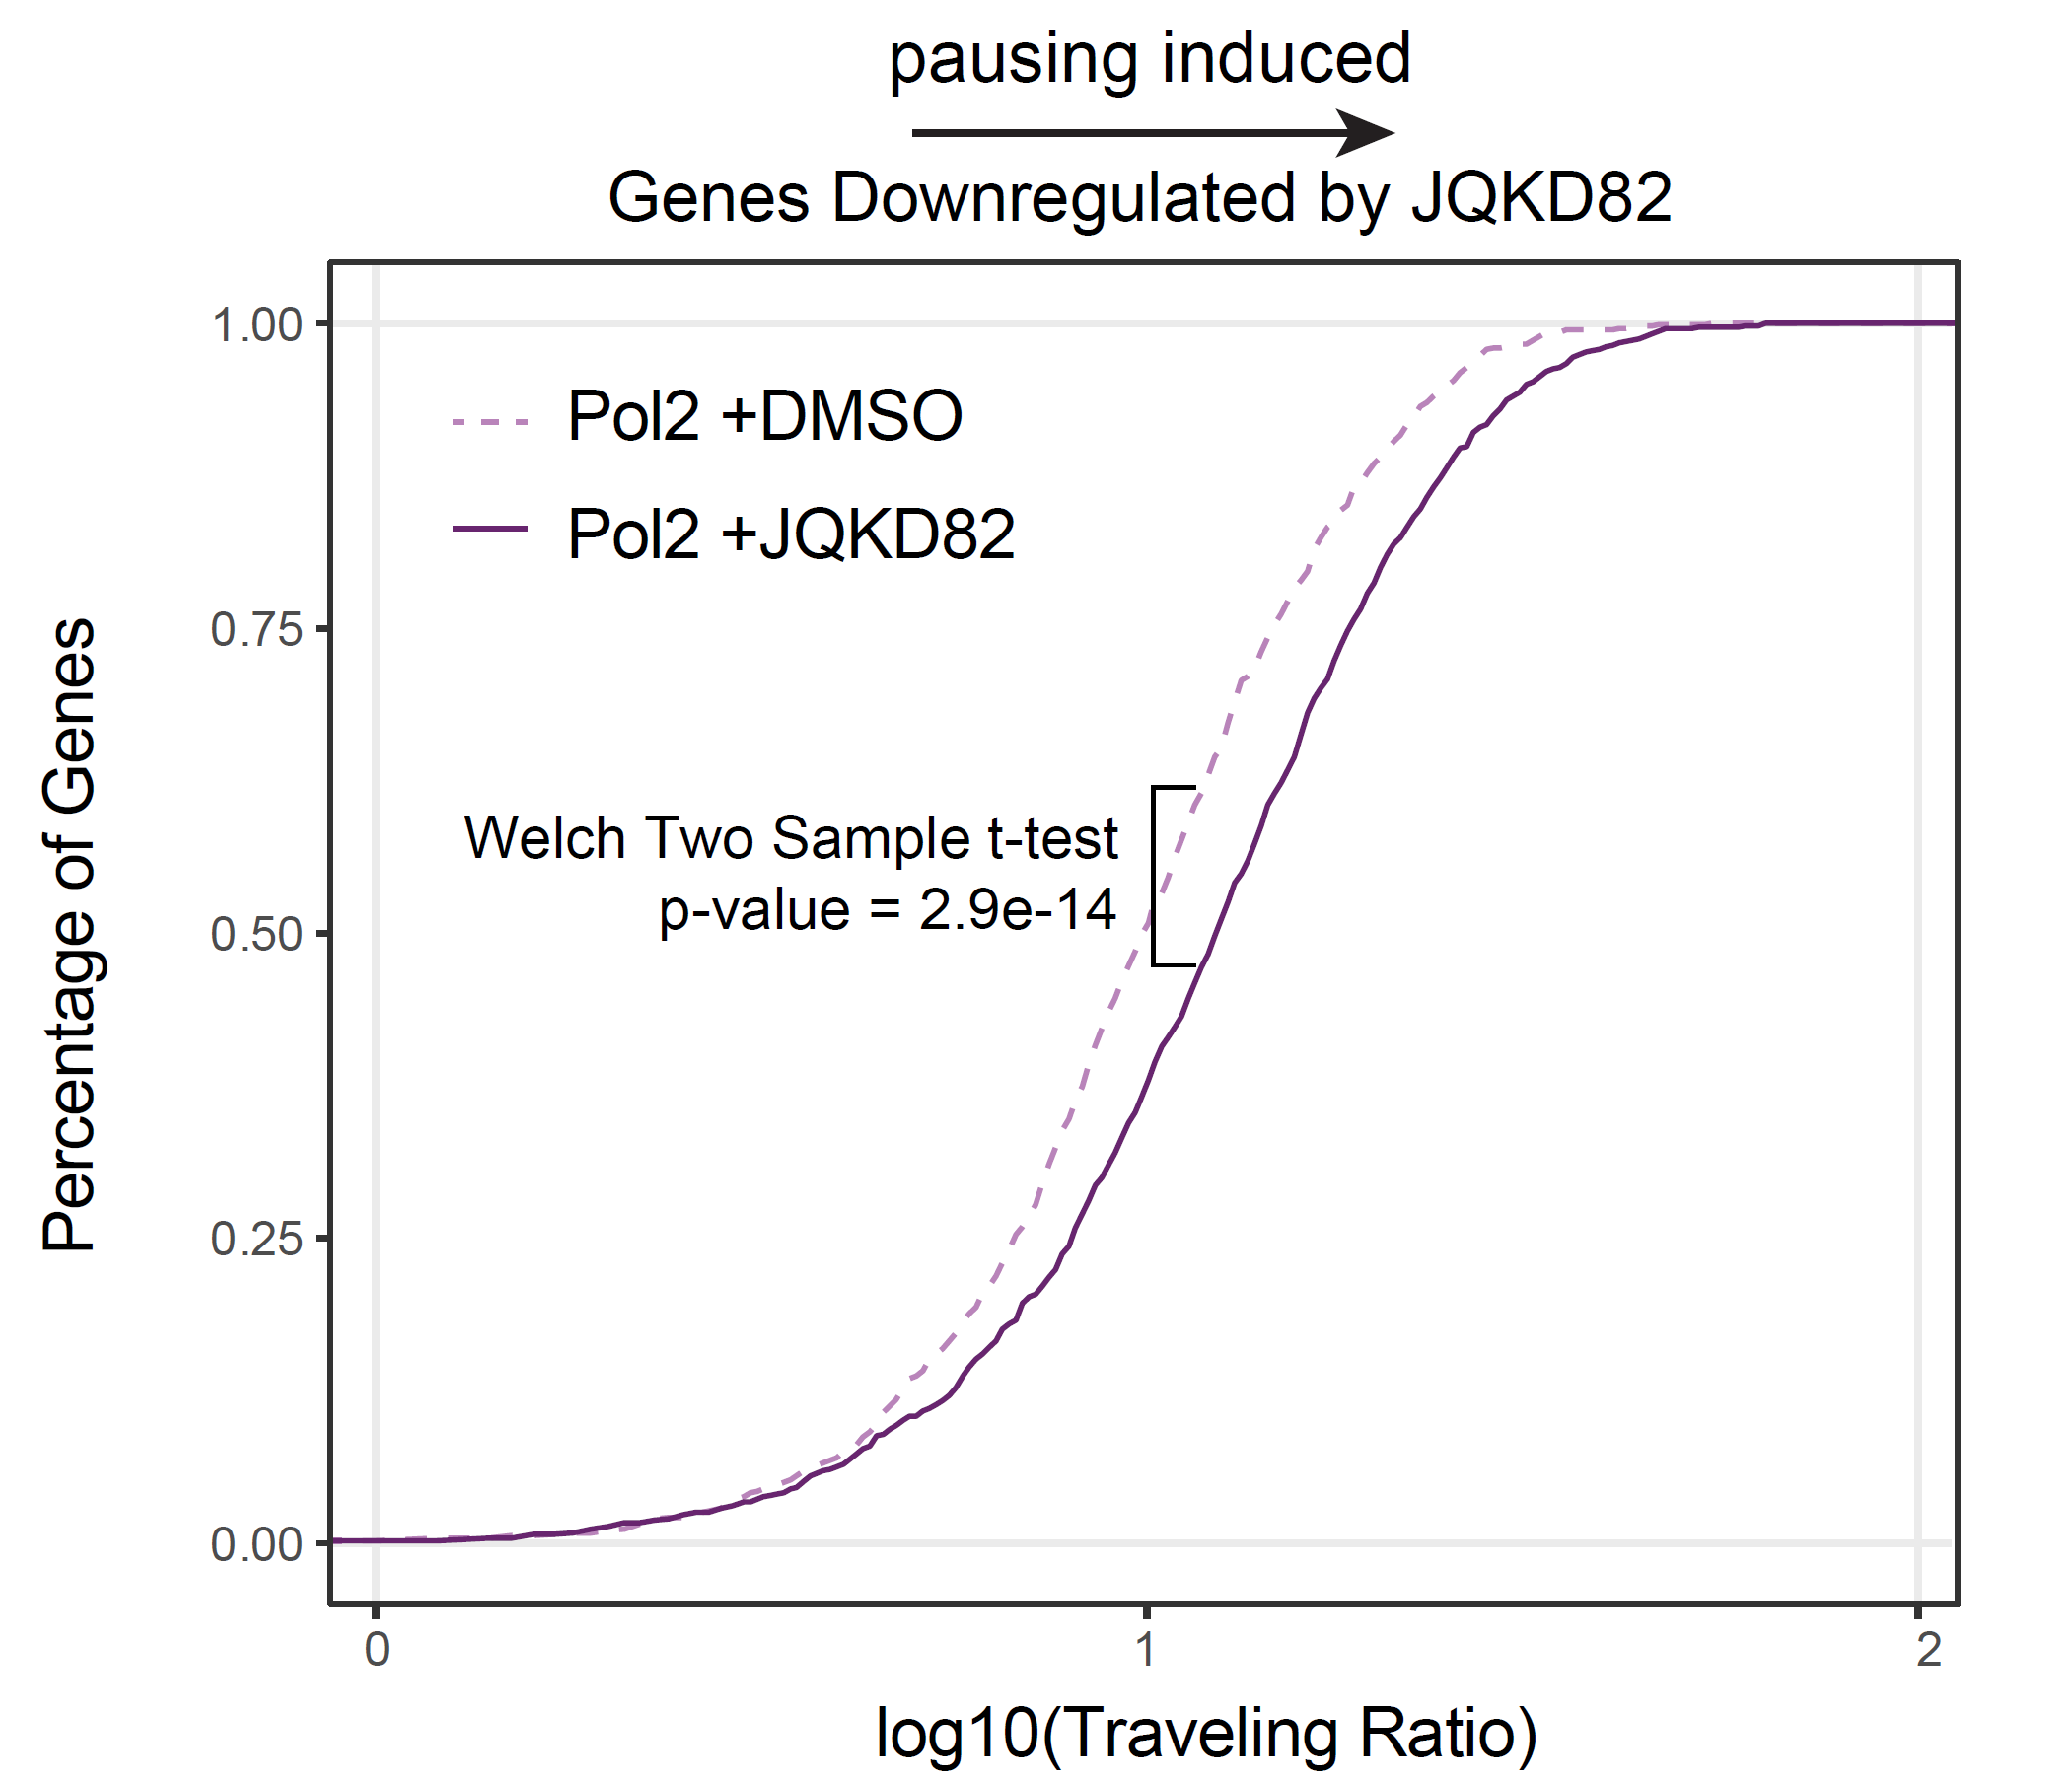 pausing induced
Genes Downregulated by JQKD82
1.00
0.75
0.50
0.25
0.00
Percentage of Genes
Pol2 +DMSO
Pol2 +JQKD82
Welch Two Sample t-test
p-value = 2.9e-14
0
1
2
log10(Traveling Ratio)